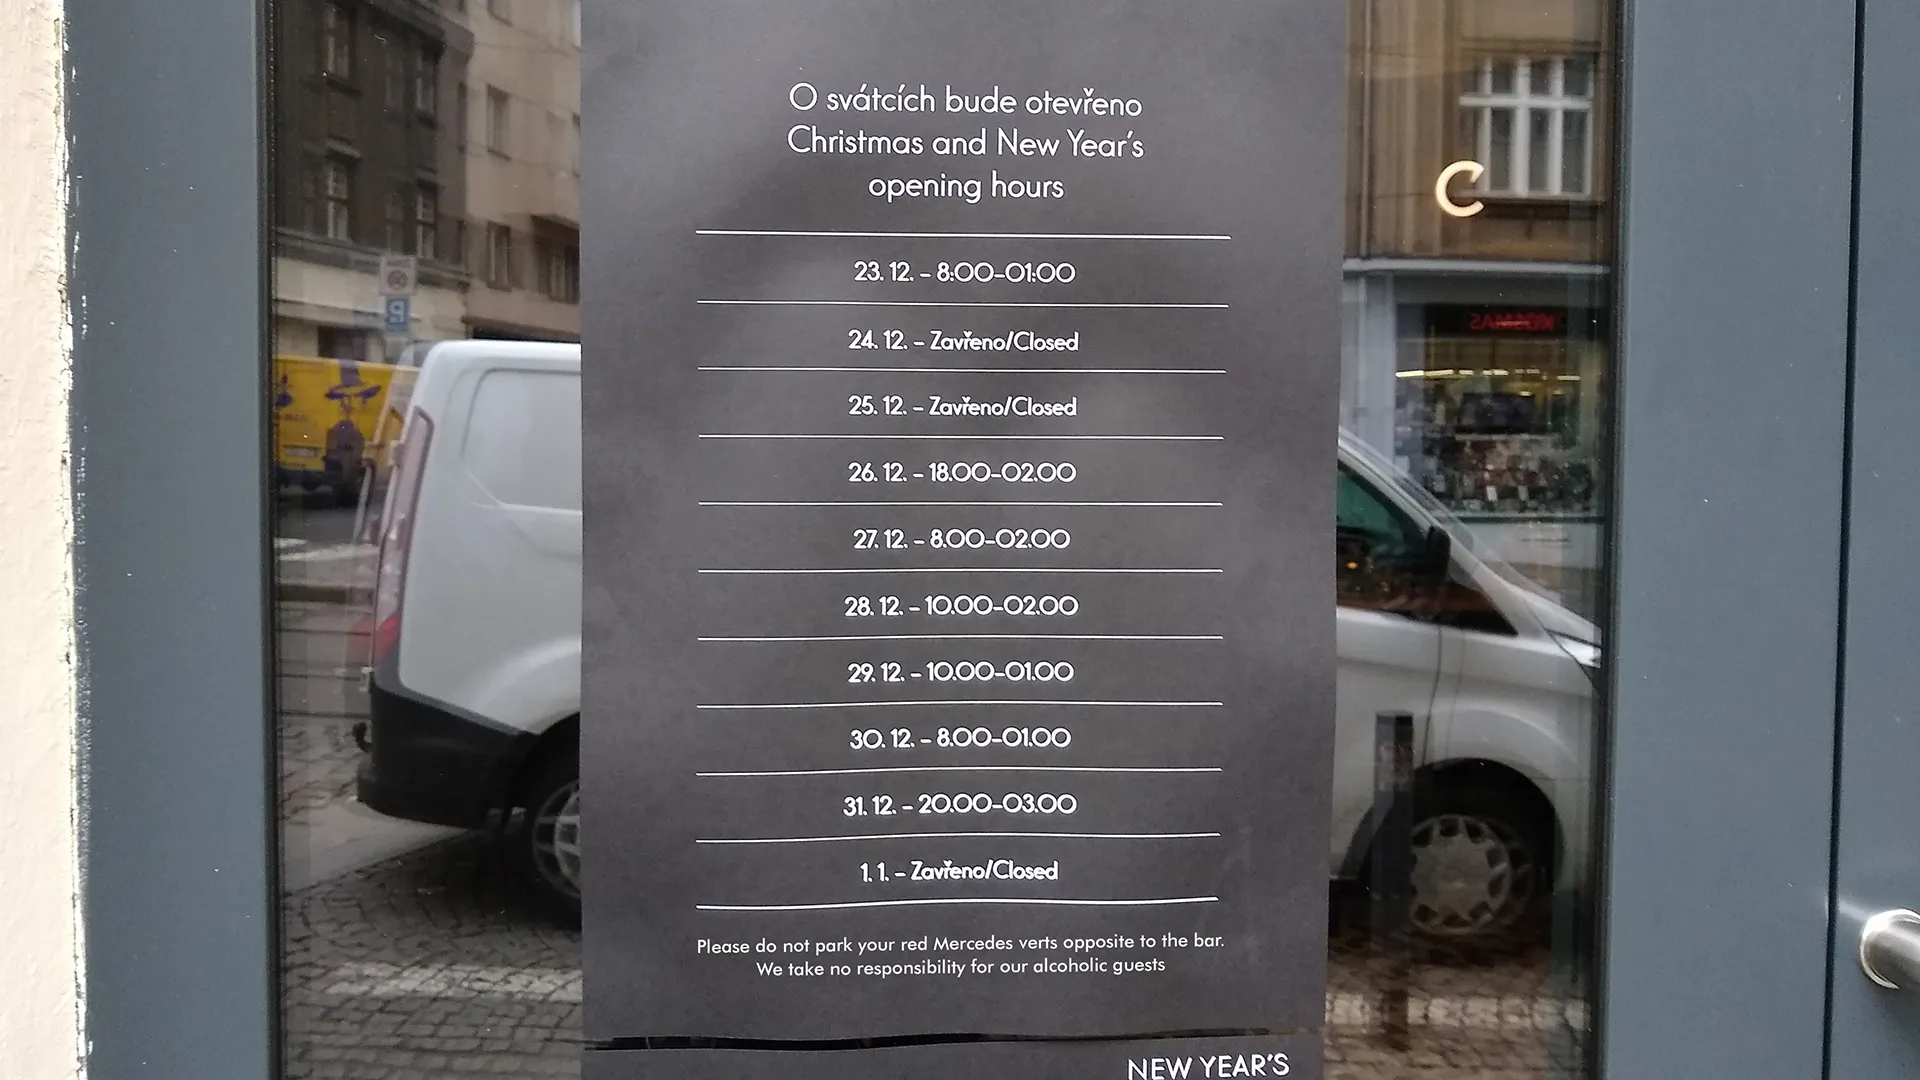 O svátcích bude otevřeno
Christmas and New Year's
opening hours
23. 12. – 8:00–01:00
24. 12. – Zavřeno/Closed
25. 12. – Zavřeno/Closed
26. 12. – 18.00–02.00
27. 12. – 8.00–02.00
28. 12. – 10.00–02.00
29. 12. – 10.00–01.00
30. 12. – 8.00–01.00
31. 12. – 20.00–03.00
1. 1. – Zavřeno/Closed
Please do not park your red Mercedes verts opposite to the bar.
We take no responsibility for our alcoholic guests
NEW YEAR'S
C